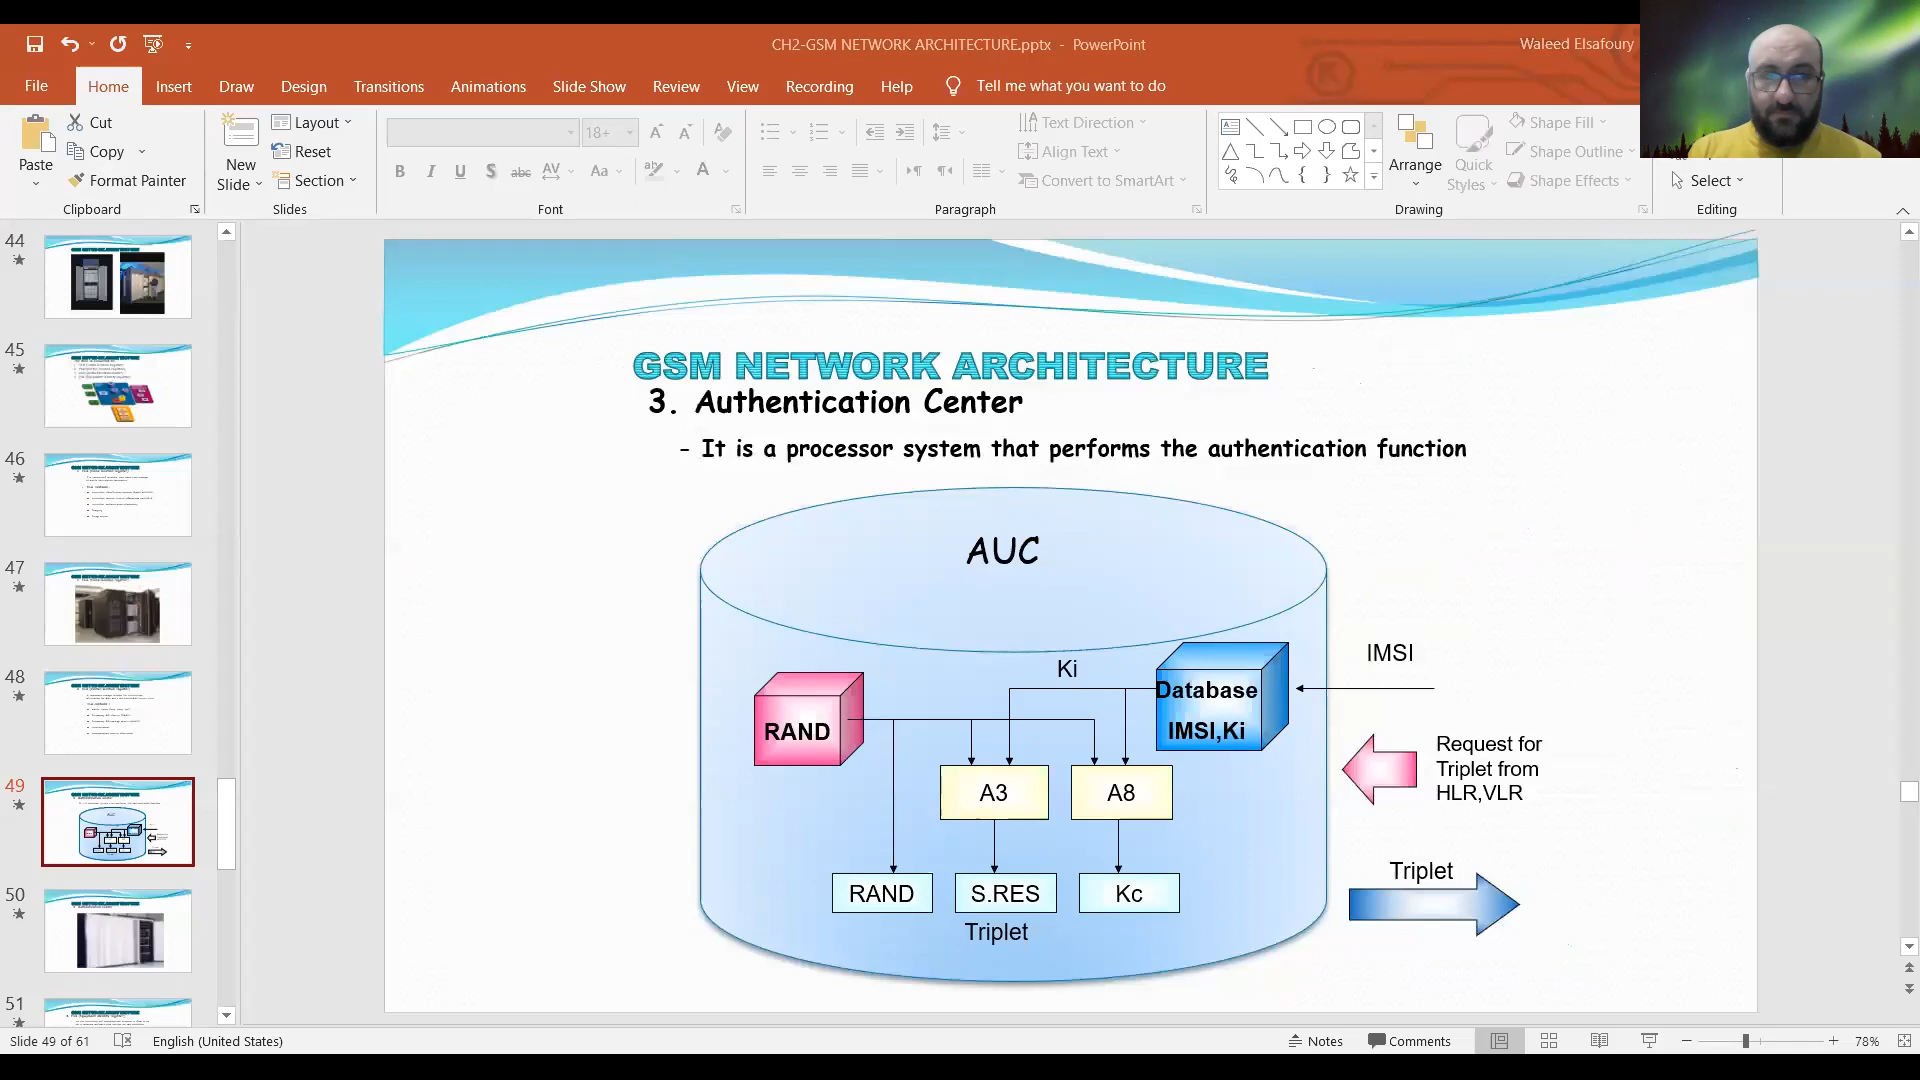 CH2-GSM NETWORK ARCHITECTURE.pptx - PowerPoint
Waleed Elsafoury
File Home Insert Draw Design Transitions Animations Slide Show Review View Recording Help Tell me what you want to do
Paste
Cut
Copy
Format Painter
Clipboard
New
Slide
Layout
Reset
Section
Slides
18+
B I U S abc AV Aa A
Font
Text Direction
Align Text
Convert to SmartArt
Paragraph
Arrange
Quick
Styles
Shape Fill
Shape Outline
Shape Effects
Drawing
Select
Editing
44
45
46
47
48
49
50
51
GSM NETWORK ARCHITECTURE
3. Authentication Center
- It is a processor system that performs the authentication function
AUC
Ki
IMSI
RAND
Database
IMSI,Ki
A3
A8
Request for
Triplet from
HLR,VLR
RAND
S.RES
Kc
Triplet
Triplet
Slide 49 of 61
English (United States)
Notes
Comments
78%